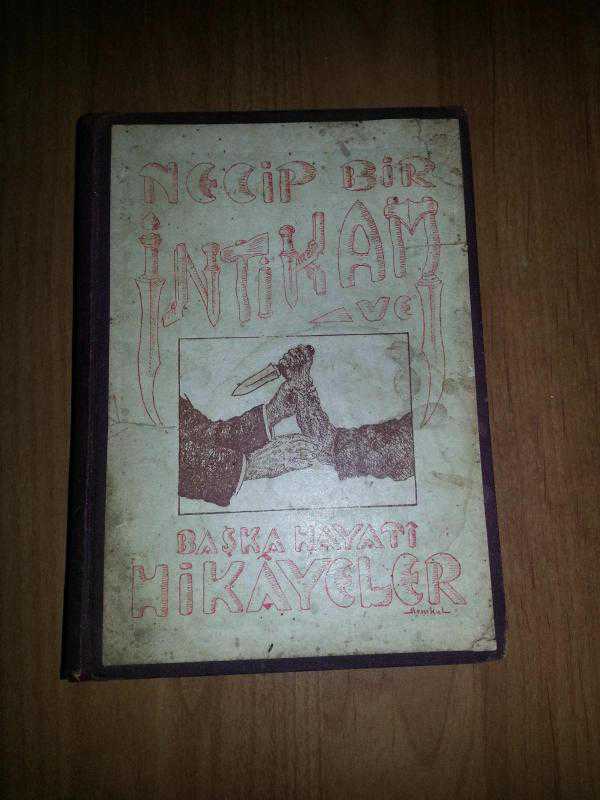 NECİP BİR
İNTİKAM
VE
BAŞKA HAYATİ
HİKÂYELER